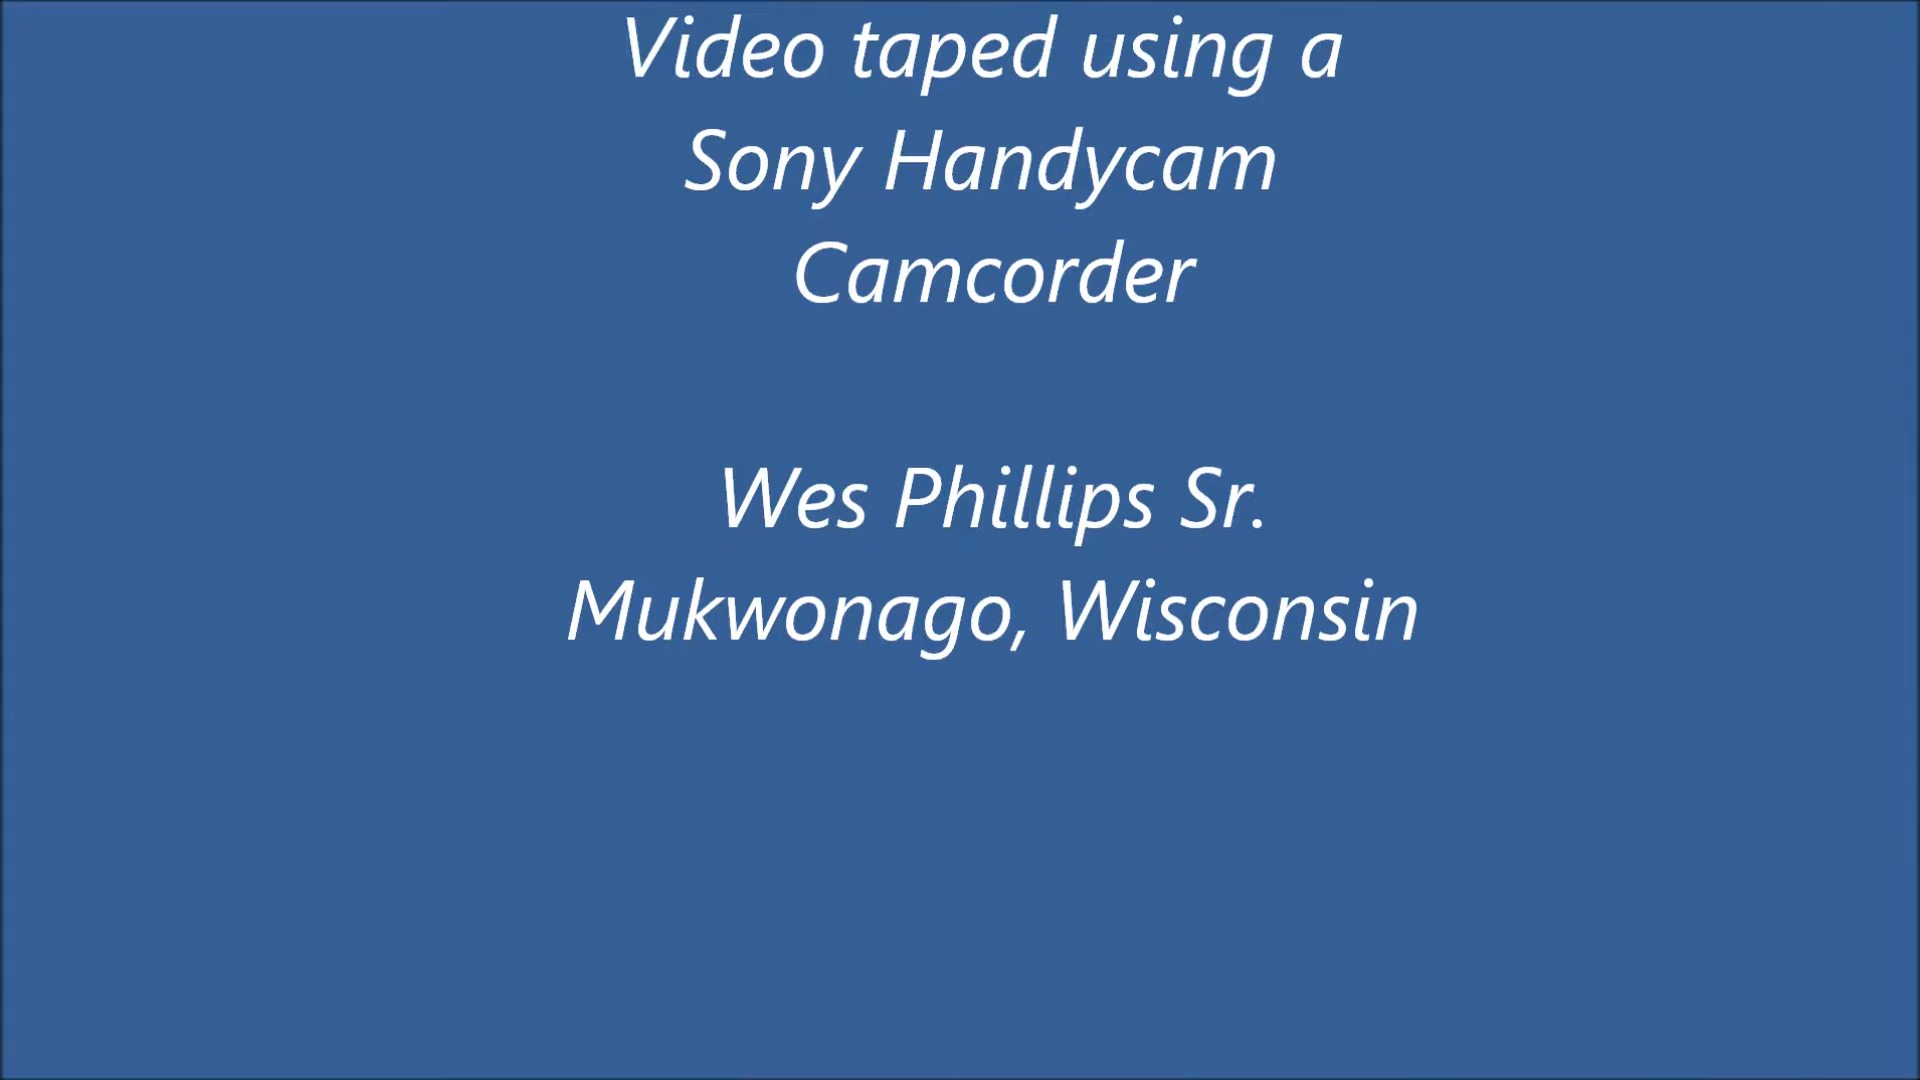 Video taped using a
Sony Handycam
Camcorder
Wes Phillips Sr.
Mukwonago, Wisconsin